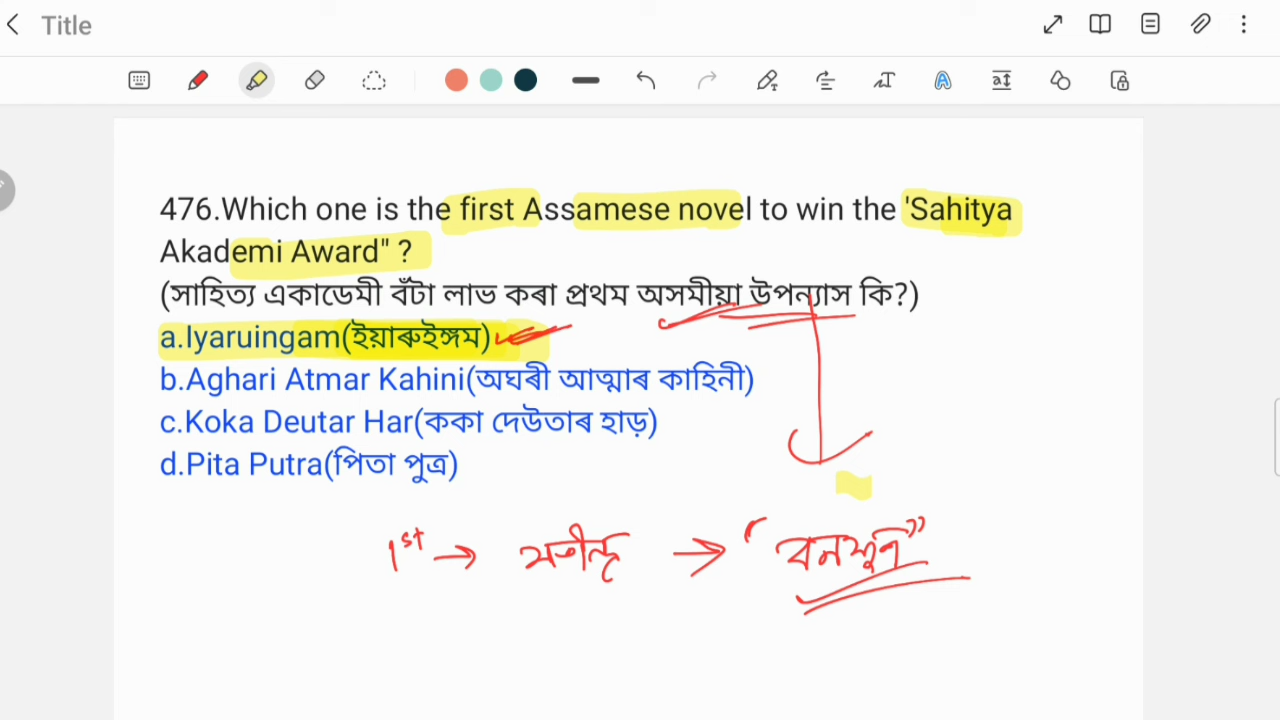 Title
476.Which one is the first Assamese novel to win the 'Sahitya
Akademi Award" ?
(সাহিত্য একাডেমী বঁটা লাভ কৰা প্ৰথম অসমীয়া উপন্যাস কি?)
a.Iyaruingam(ইয়াৰুইঙ্গম)
b.Aghari Atmar Kahini(অঘৰী আত্মাৰ কাহিনী)
c.Koka Deutar Har(ককা দেউতাৰ হাড়)
d.Pita Putra(পিতা পুত্ৰ)
1st → যতীন্দ্ৰ → "বনফুল"